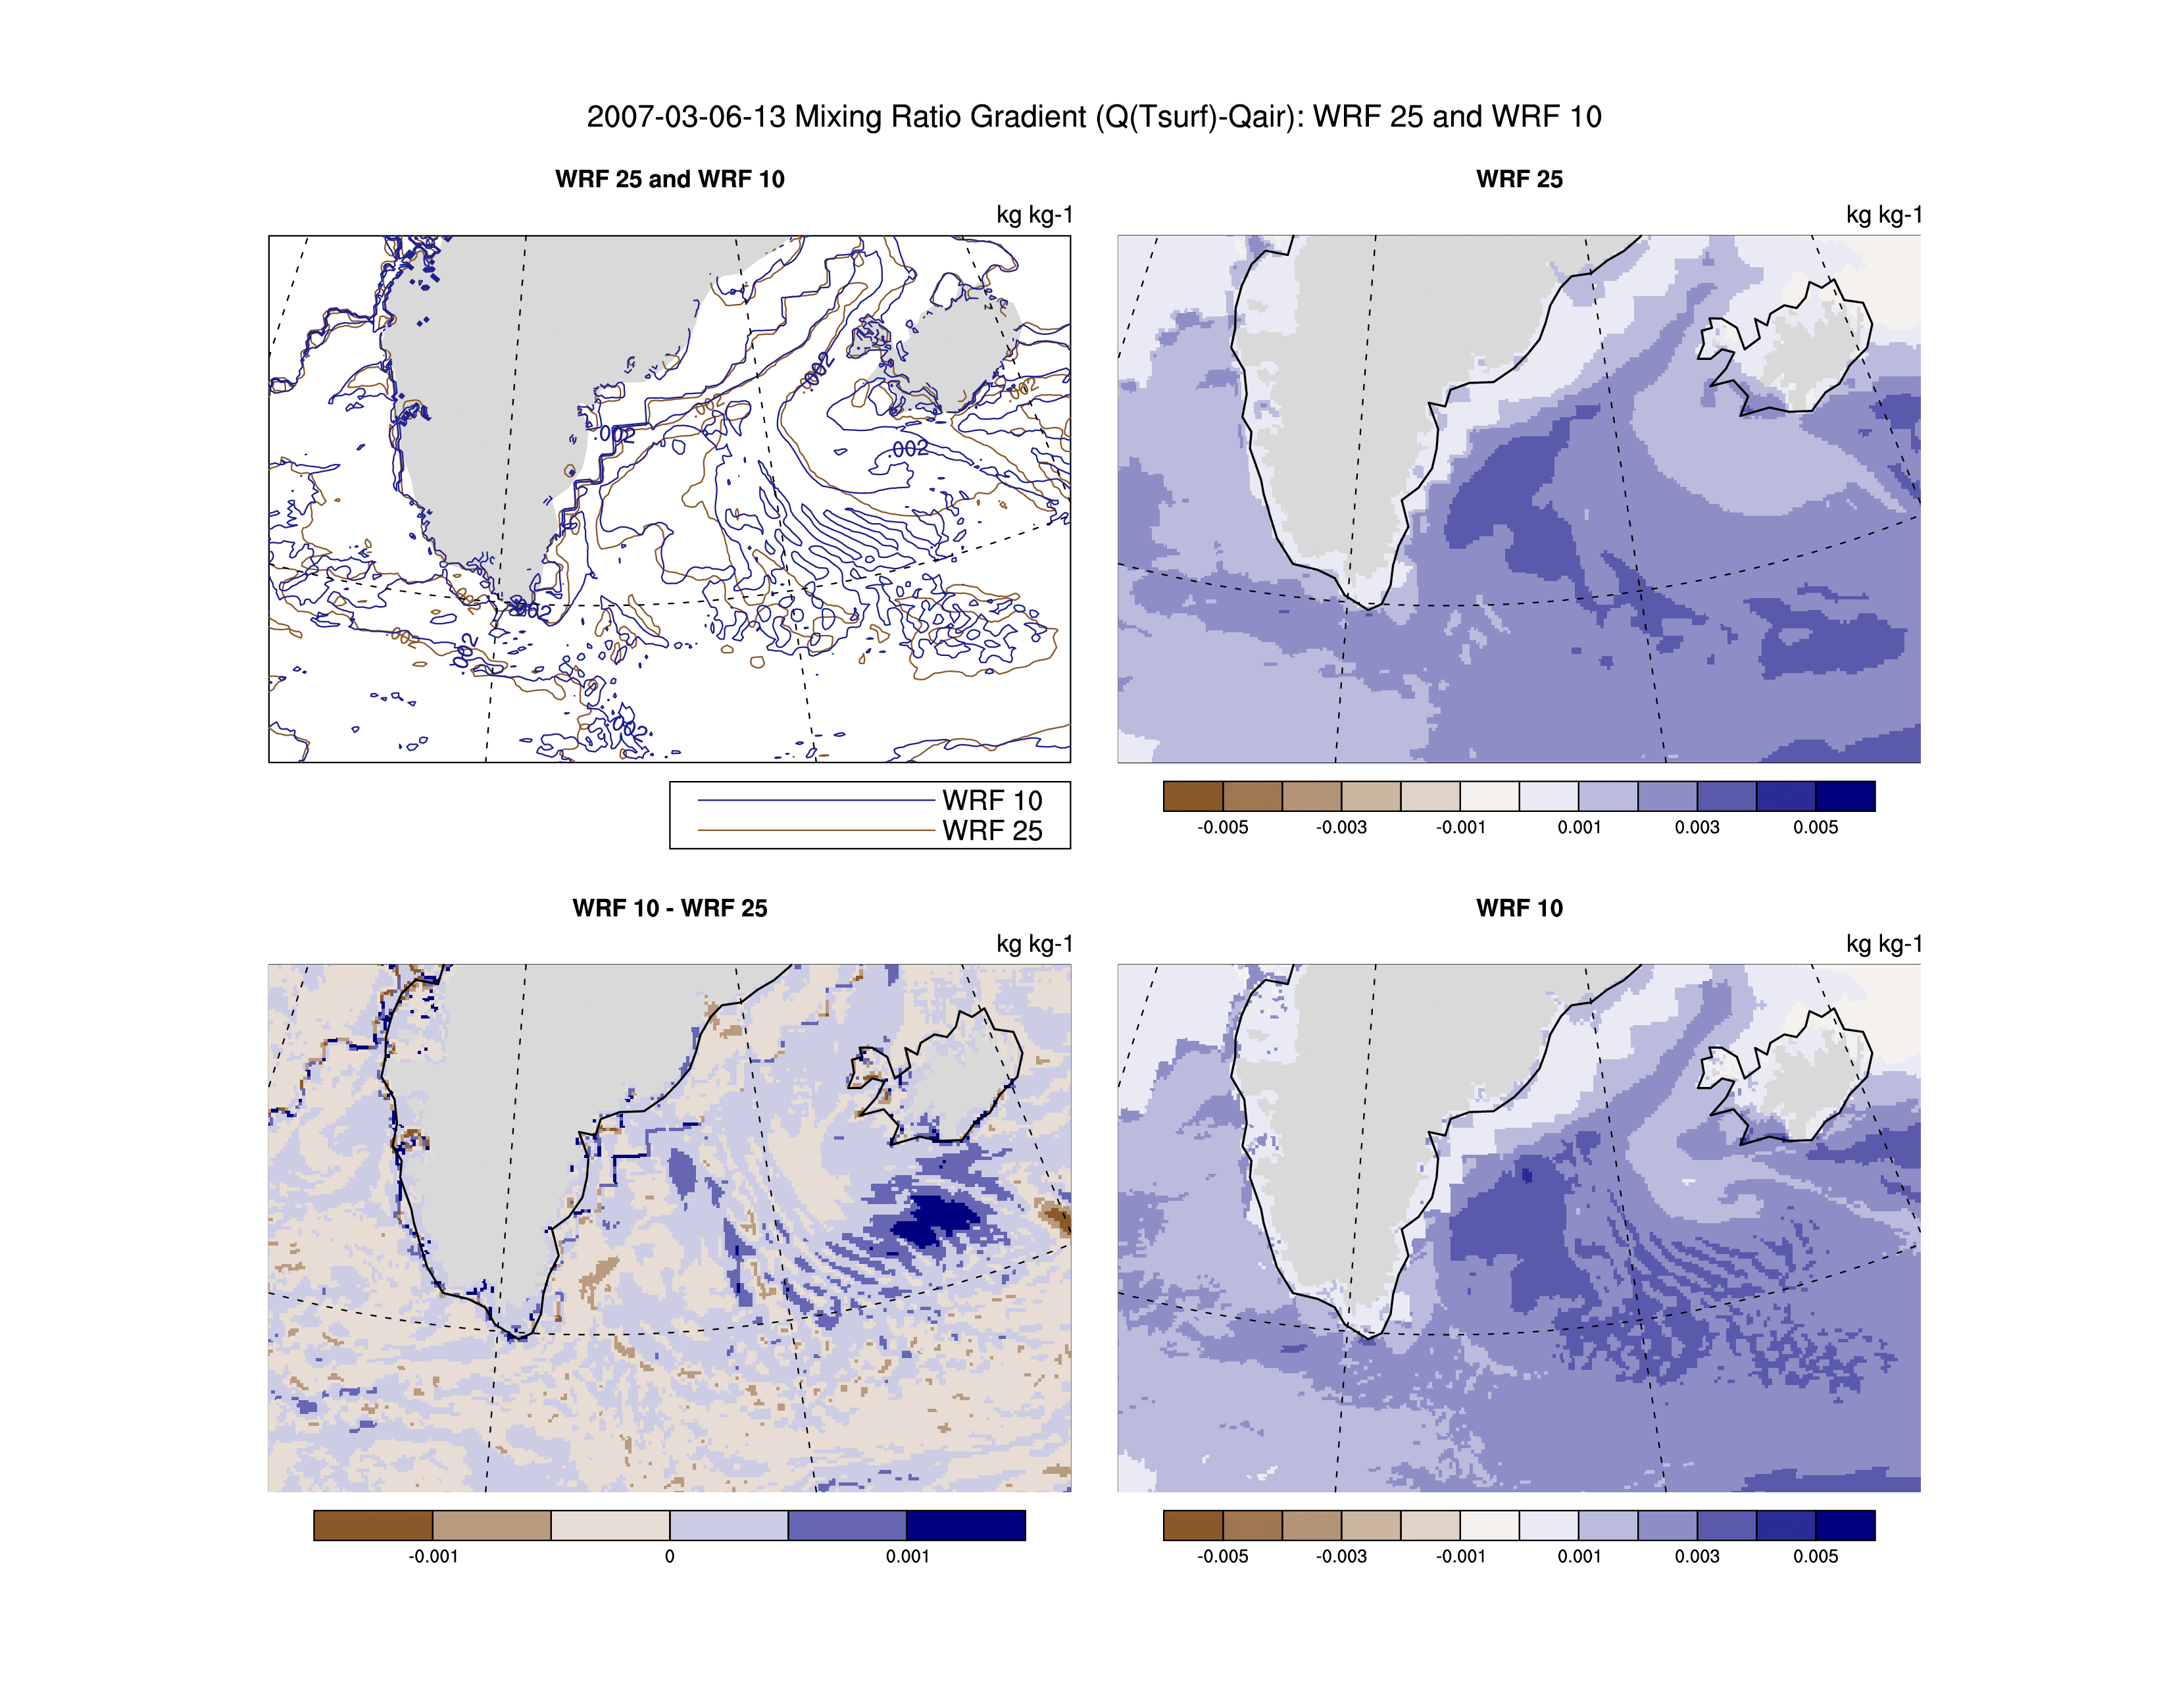 2007-03-06-13 Mixing Ratio Gradient (Q(Tsurf)-Qair): WRF 25 and WRF 10
WRF 25 and WRF 10
kg kg-1
.002
.002
.002
.002
.002
.002
.002
.002
.002
WRF 10
WRF 25
WRF 25
kg kg-1
-0.005 -0.003 -0.001 0.001 0.003 0.005
WRF 10 - WRF 25
kg kg-1
-0.001 0 0.001
WRF 10
kg kg-1
-0.005 -0.003 -0.001 0.001 0.003 0.005